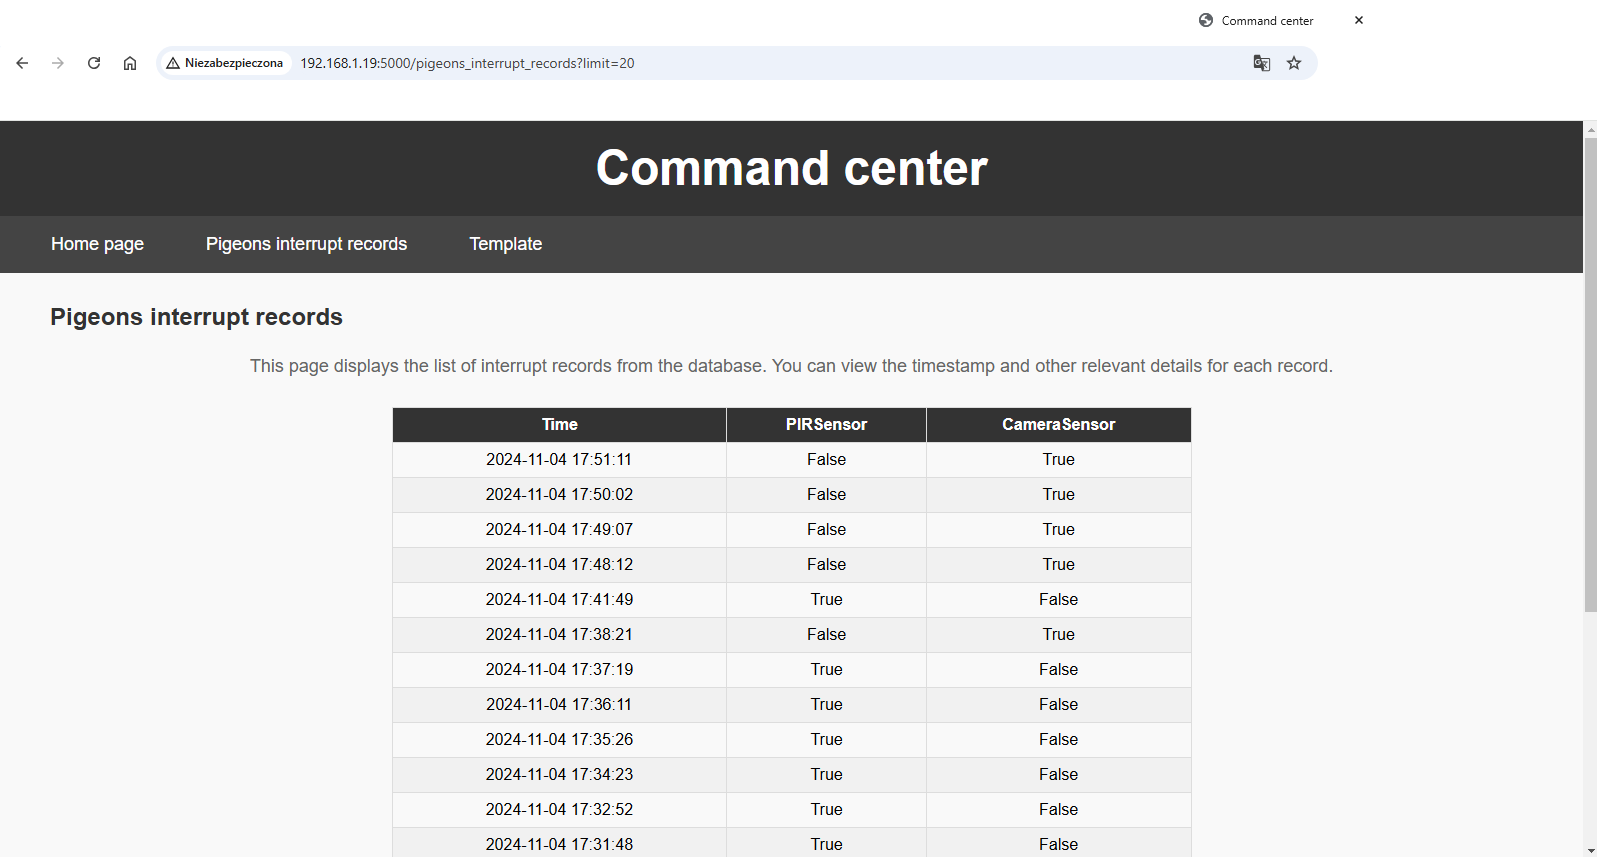 Command center
Niezabezpieczona 192.168.1.19:5000/pigeons_interrupt_records?limit=20
Command center
Home page Pigeons interrupt records Template
Pigeons interrupt records
This page displays the list of interrupt records from the database. You can view the timestamp and other relevant details for each record.
Time PIRSensor CameraSensor
2024-11-04 17:51:11 False True
2024-11-04 17:50:02 False True
2024-11-04 17:49:07 False True
2024-11-04 17:48:12 False True
2024-11-04 17:41:49 True False
2024-11-04 17:38:21 False True
2024-11-04 17:37:19 True False
2024-11-04 17:36:11 True False
2024-11-04 17:35:26 True False
2024-11-04 17:34:23 True False
2024-11-04 17:32:52 True False
2024-11-04 17:31:48 True False